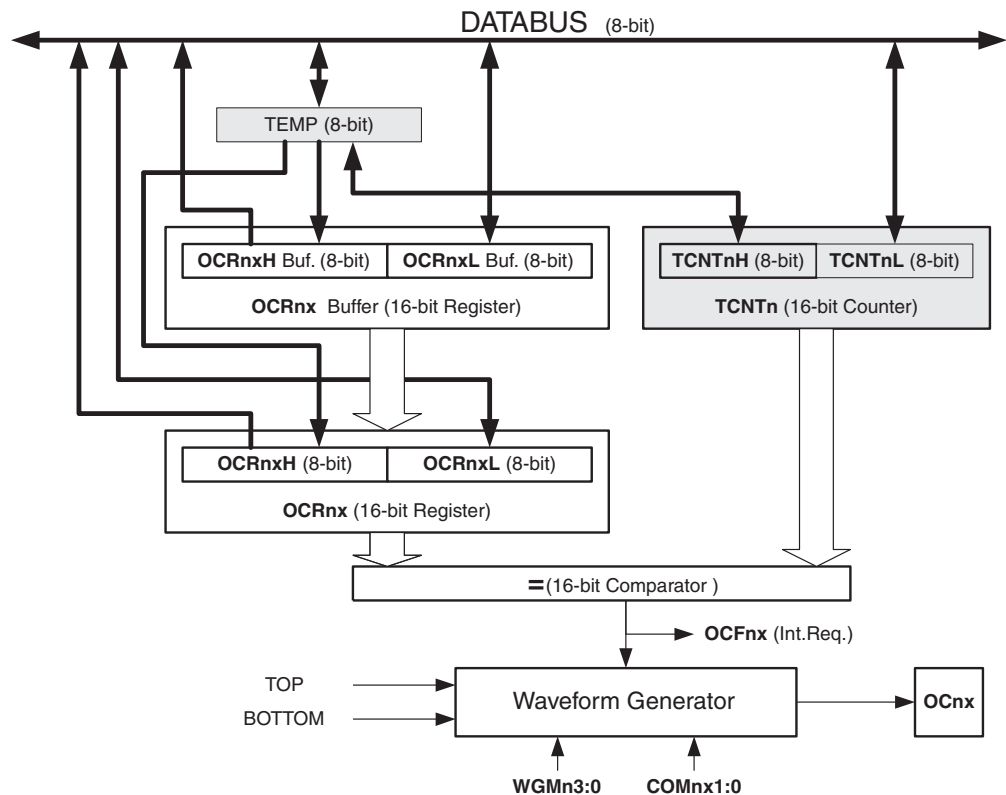 DATABUS (8-bit)
TEMP (8-bit)
OCRnxH Buf. (8-bit) OCRnxL Buf. (8-bit)
OCRnx Buffer (16-bit Register)
TCNTnH (8-bit) TCNTnL (8-bit)
TCNTn (16-bit Counter)
OCRnxH (8-bit) OCRnxL (8-bit)
OCRnx (16-bit Register)
= (16-bit Comparator )
OCFnx (Int.Req.)
TOP
BOTTOM
Waveform Generator
OCnx
WGMn3:0 COMnx1:0